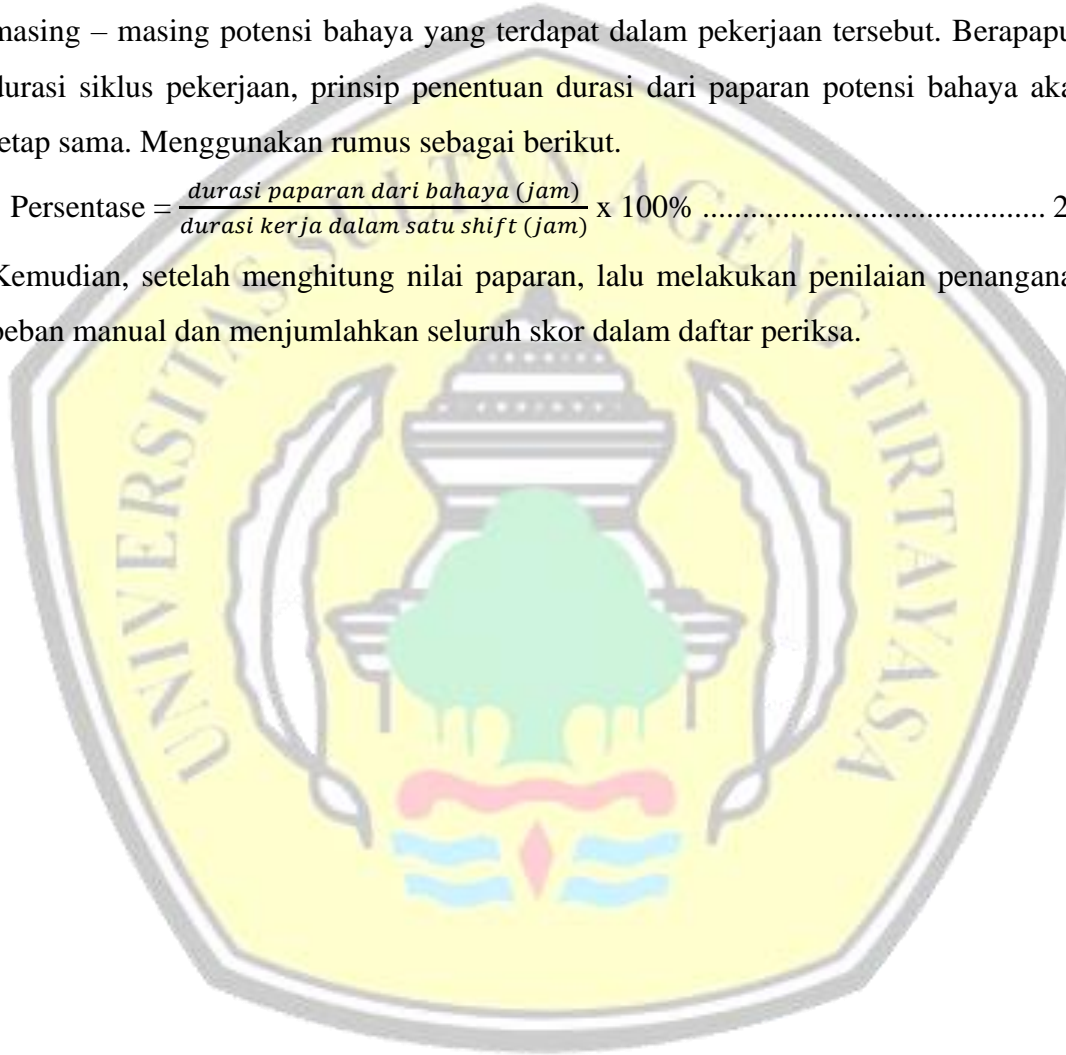 masing – masing potensi bahaya yang terdapat dalam pekerjaan tersebut. Berapapu
durasi siklus pekerjaan, prinsip penentuan durasi dari paparan potensi bahaya aka
tetap sama. Menggunakan rumus sebagai berikut.
Persentase = durasi paparan dari bahaya (jam) / durasi kerja dalam satu shift (jam) x 100% ............................................ 2
Kemudian, setelah menghitung nilai paparan, lalu melakukan penilaian penangana
beban manual dan menjumlahkan seluruh skor dalam daftar periksa.
UNIVERSITAS SULTAN AGENG TIRTAYASA